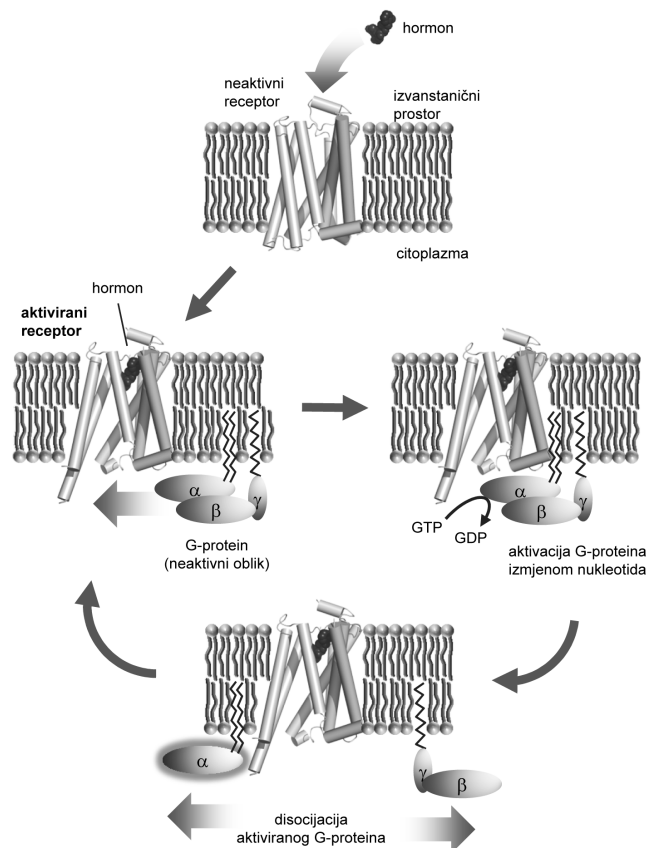 hormon
neaktivni
receptor
izvanstanični
prostor
citoplazma
hormon
aktivirani
receptor
α
β
γ
G-protein
(neaktivni oblik)
α
β
γ
GTP
GDP
aktivacija G-proteina
izmjenom nukleotida
α
γ
β
disocijacija
aktiviranog G-proteina